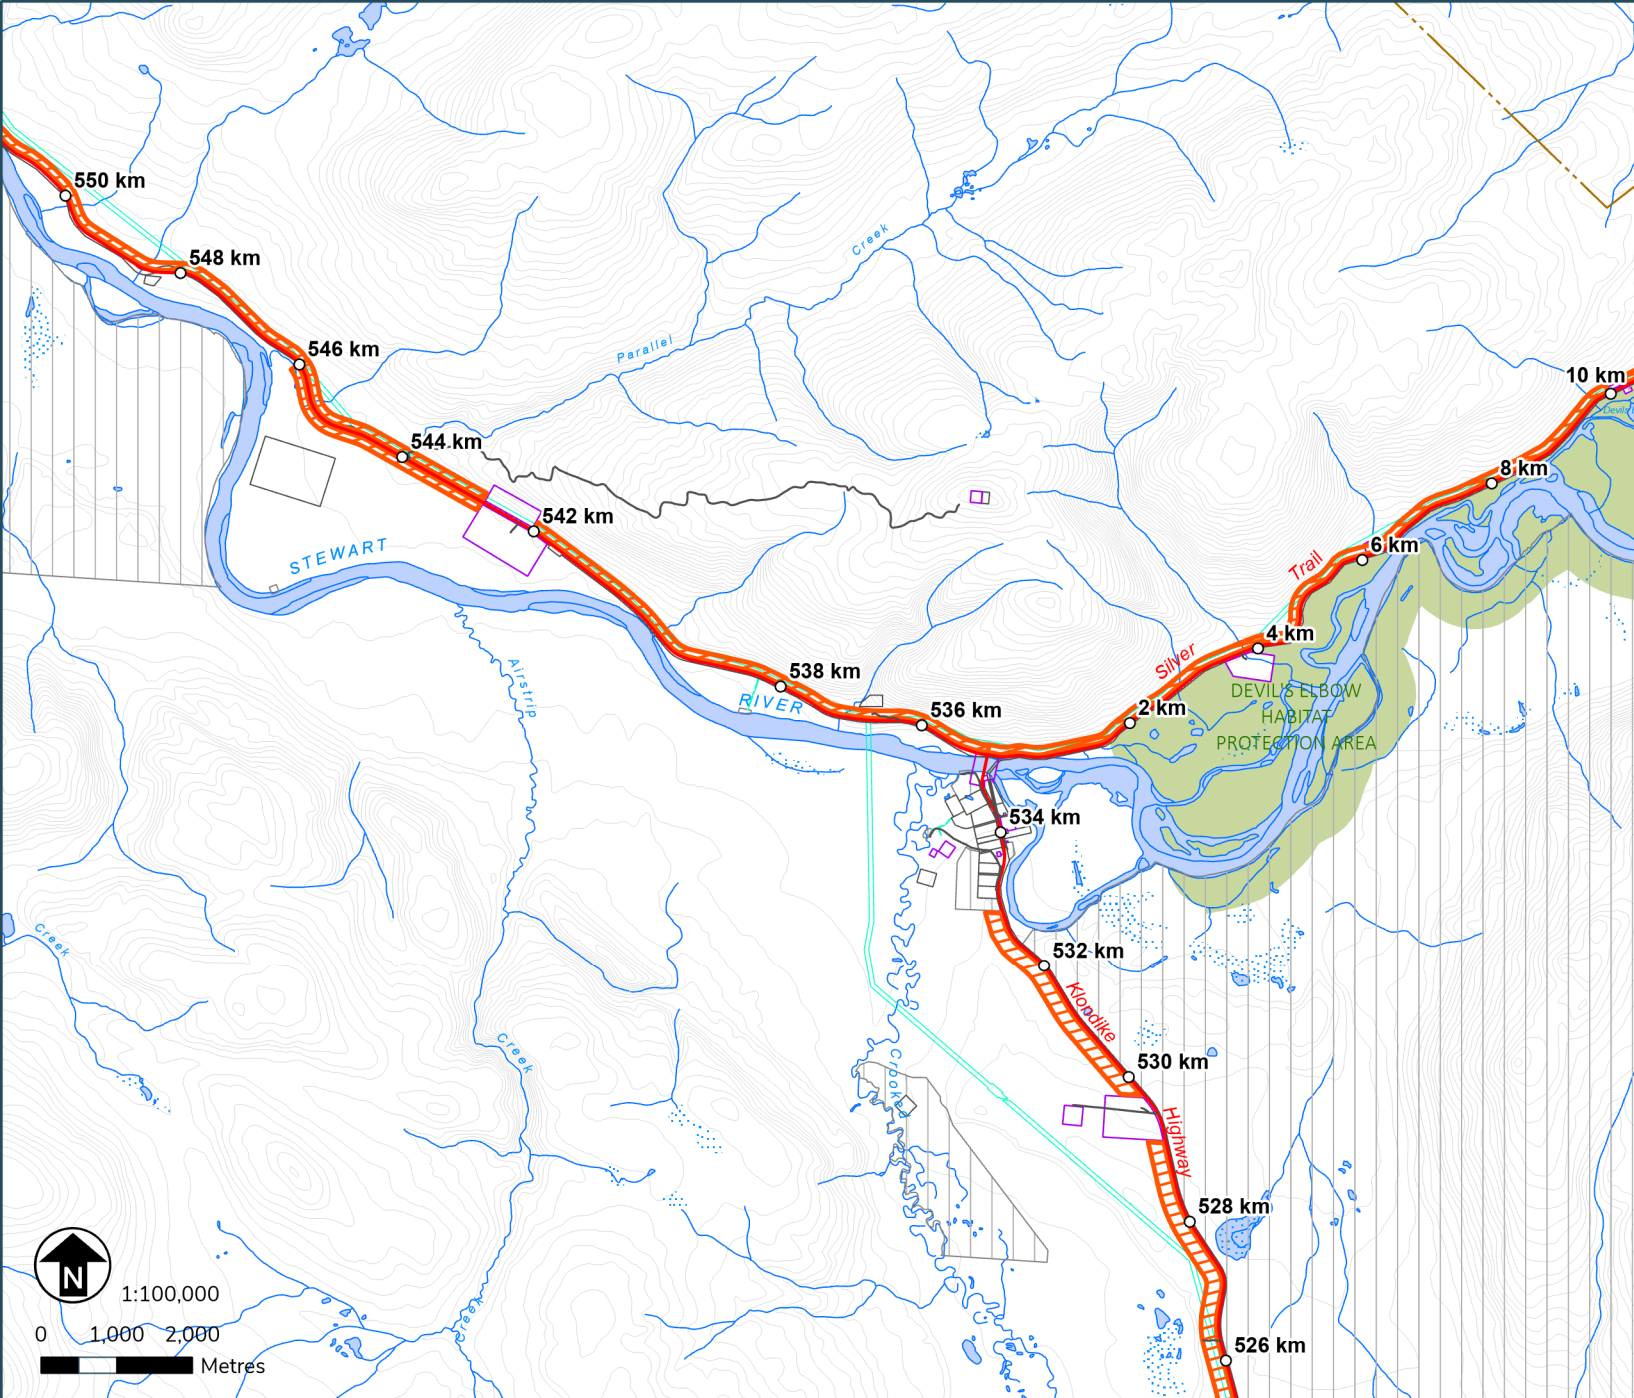 550 km
548 km
Creek
546 km
Parallel
10 km
Devils
544 km
8 km
542 km
6 km
STEWART
Trail
4 km
Silver
538 km
Airstrip
DEVIL'S ELBOW
HABITAT
PROTECTION AREA
RIVER
536 km
2 km
534 km
Creek
532 km
Klondike
Creek
530 km
Crooked
Highway
528 km
N
1:100,000
Creek
0 1,000 2,000
Metres
526 km